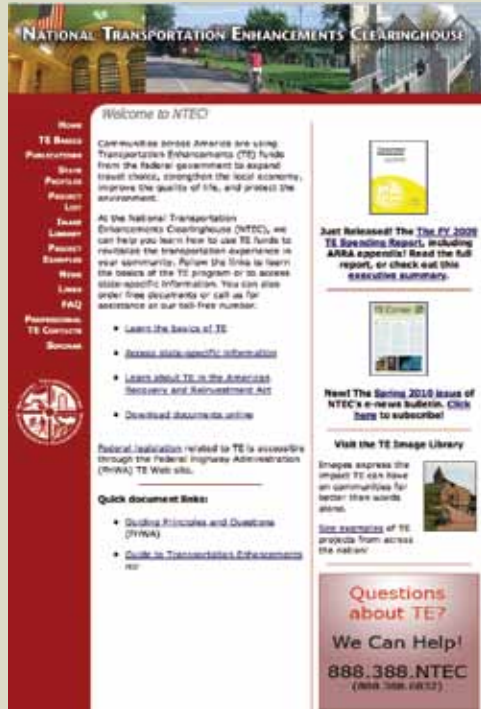 NATIONAL TRANSPORTATION ENHANCEMENTS CLEARINGHOUSE
HOME
TE BASICS
PUBLICATIONS
STATE
PROFILES
PROJECT
LIST
IMAGE
LIBRARY
PROJECT
EXAMPLES
NEWS
LINKS
FAQ
PROFESSIONAL
TE CONTACTS
SEMINAR
Welcome to NTEC!
Communities across America are using
Transportation Enhancements (TE) funds
from the federal government to expand
travel choice, strengthen the local economy,
improve the quality of life, and protect the
environment.
At the National Transportation
Enhancements Clearinghouse (NTEC), we
can help you learn how to use TE funds to
revitalize the transportation experience in
your community. Follow the links to learn
the basics of the TE program or to access
state-specific information. You can also
order free documents or call us for
assistance at our toll-free number.
• Learn the basics of TE
• Access state-specific information
• Learn about TE in the American
Recovery and Reinvestment Act
• Download documents online
Federal legislation related to TE is accessible
through the Federal Highway Administration
(FHWA) TE Web site.
Quick document links:
• Guiding Principles and Questions
(FHWA)
• Guide to Transportation Enhancements
Just Released! The The FY 2009
TE Spending Report, including
ARRA appendix! Read the full
report, or check out this
executive summary.
TE Corner
New! The Spring 2010 issue of
NTEC's e-news bulletin. Click
here to subscribe!
Visit the TE Image Library
Images express the
impact TE can have
on communities far
better than words
alone.
See examples of TE
projects from across
the nation!
Questions
about TE?
We Can Help!
888.388.NTEC
(888.388.6832)